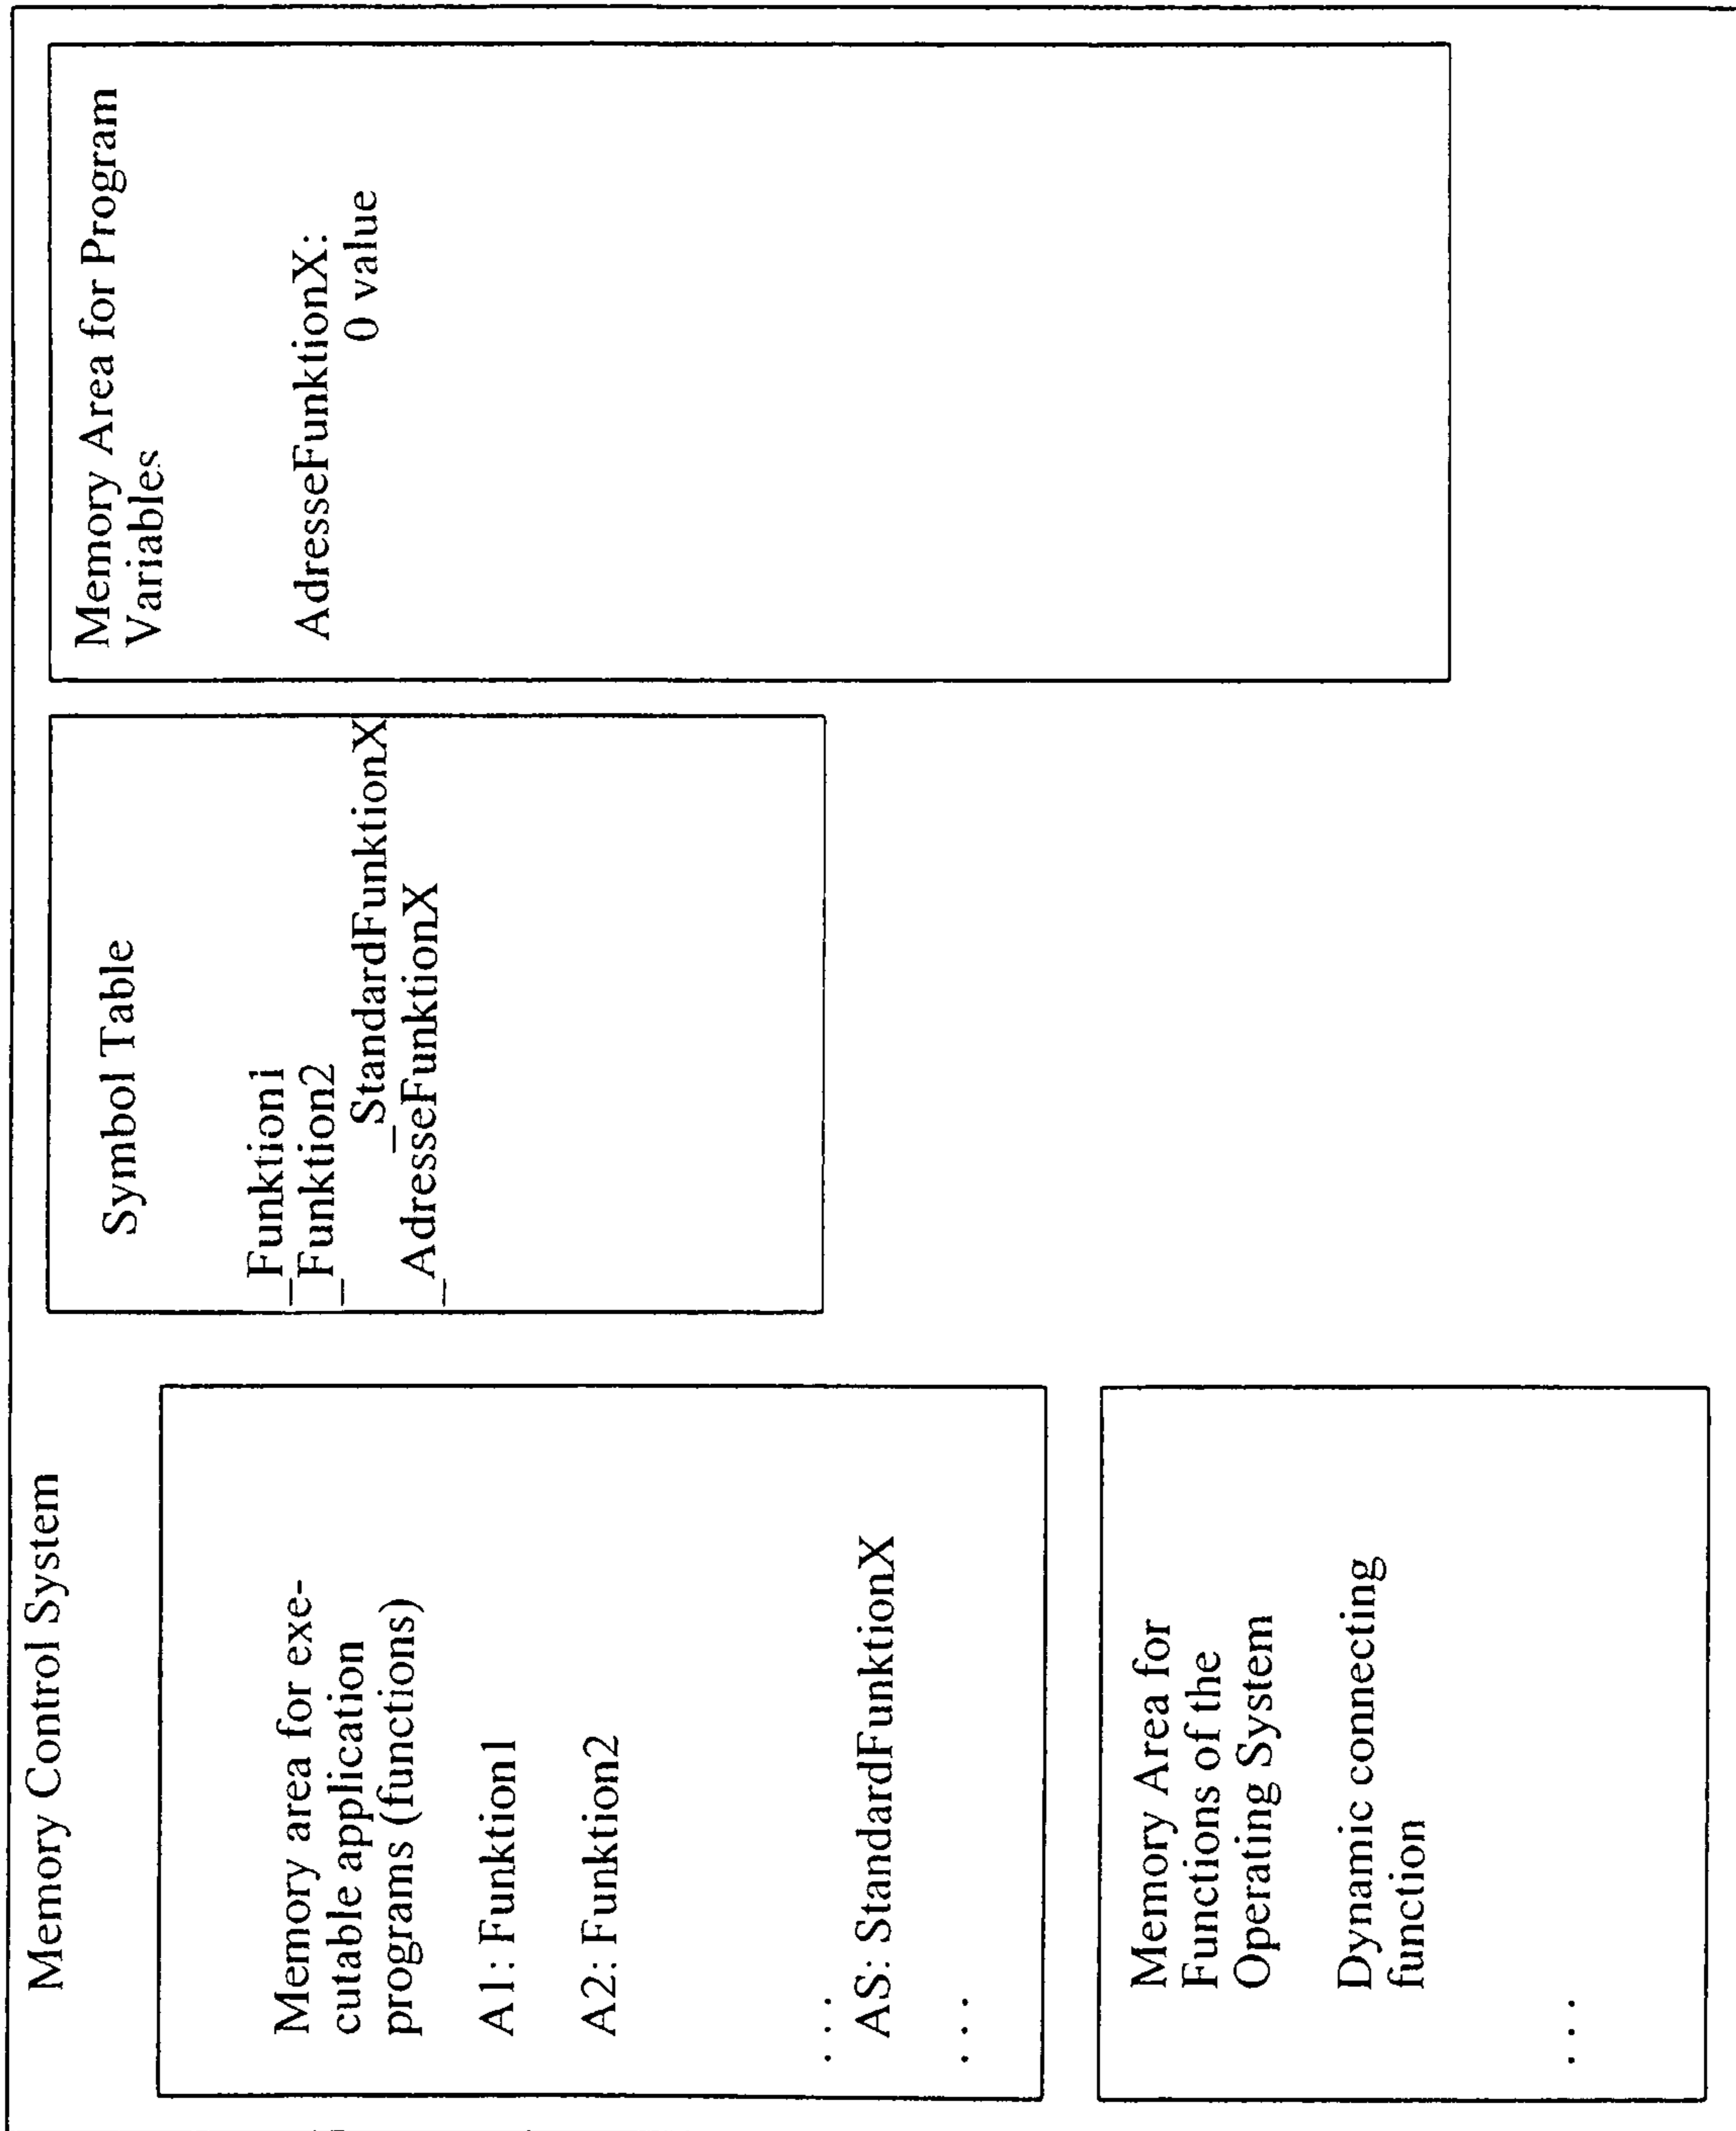 Memory Control System
Memory area for exe-
cutable application
programs (functions)
A1: Funktion1
A2: Funktion2
. . .
AS: StandardFunktionX
. . .
Memory Area for
Functions of the
Operating System
Dynamic connecting
function
. . .
Symbol Table
_Funktion1
_Funktion2
_StandardFunktionX
_AdresseFunktionX
Memory Area for Program
Variables
AdresseFunktionX:
0 value